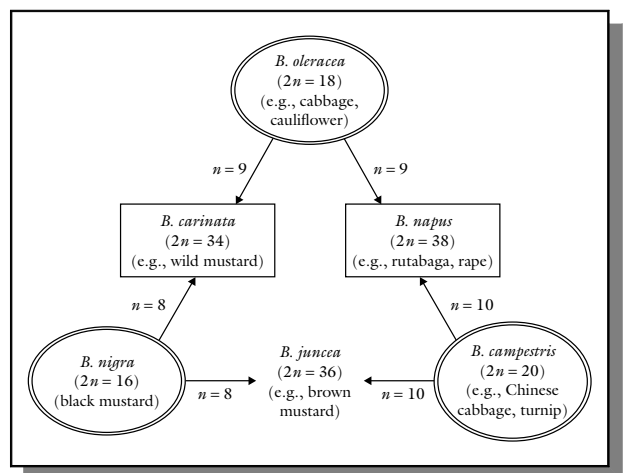 B. oleracea
(2n = 18)
(e.g., cabbage,
cauliflower)
n = 9
n = 9
B. carinata
(2n = 34)
(e.g., wild mustard)
B. napus
(2n = 38)
(e.g., rutabaga, rape)
n = 8
n = 10
B. nigra
(2n = 16)
(black mustard)
n = 8
B. juncea
(2n = 36)
(e.g., brown
mustard)
n = 10
B. campestris
(2n = 20)
(e.g., Chinese
cabbage, turnip)